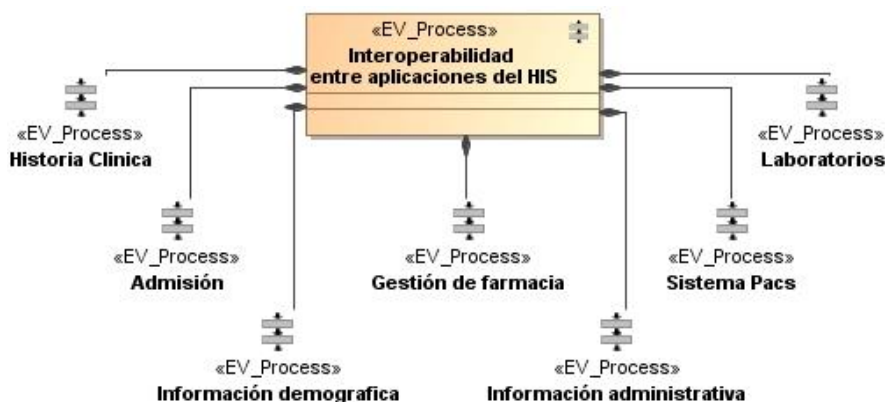 «EV_Process»
Interoperabilidad
entre aplicaciones del HIS
«EV_Process»
Historia Clinica
«EV_Process»
Laboratorios
«EV_Process»
Admisión
«EV_Process»
Gestión de farmacia
«EV_Process»
Sistema Pacs
«EV_Process»
Información demografica
«EV_Process»
Información administrativa